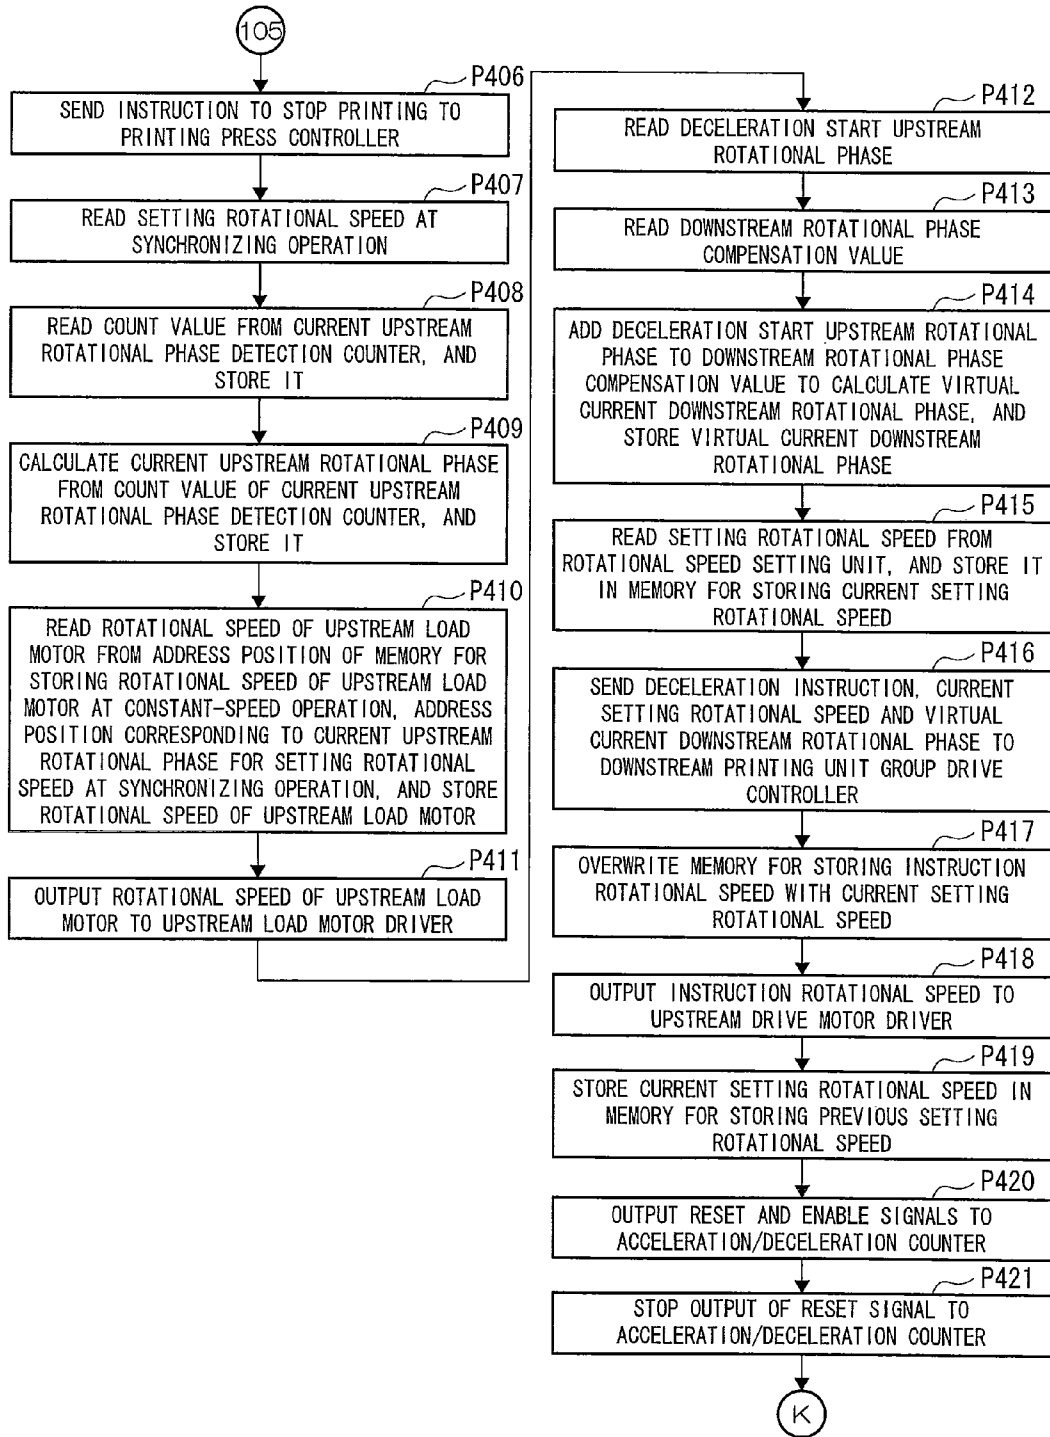 105
P406
SEND INSTRUCTION TO STOP PRINTING TO
PRINTING PRESS CONTROLLER
P407
READ SETTING ROTATIONAL SPEED AT
SYNCHRONIZING OPERATION
P408
READ COUNT VALUE FROM CURRENT UPSTREAM
ROTATIONAL PHASE DETECTION COUNTER, AND
STORE IT
P409
CALCULATE CURRENT UPSTREAM ROTATIONAL PHASE
FROM COUNT VALUE OF CURRENT UPSTREAM
ROTATIONAL PHASE DETECTION COUNTER, AND
STORE IT
P410
READ ROTATIONAL SPEED OF UPSTREAM LOAD
MOTOR FROM ADDRESS POSITION OF MEMORY FOR
STORING ROTATIONAL SPEED OF UPSTREAM LOAD
MOTOR AT CONSTANT-SPEED OPERATION, ADDRESS
POSITION CORRESPONDING TO CURRENT UPSTREAM
ROTATIONAL PHASE FOR SETTING ROTATIONAL
SPEED AT SYNCHRONIZING OPERATION, AND STORE
ROTATIONAL SPEED OF UPSTREAM LOAD MOTOR
P411
OUTPUT ROTATIONAL SPEED OF UPSTREAM LOAD
MOTOR TO UPSTREAM LOAD MOTOR DRIVER
P412
READ DECELERATION START UPSTREAM
ROTATIONAL PHASE
P413
READ DOWNSTREAM ROTATIONAL PHASE
COMPENSATION VALUE
P414
ADD DECELERATION START UPSTREAM ROTATIONAL
PHASE TO DOWNSTREAM ROTATIONAL PHASE
COMPENSATION VALUE TO CALCULATE VIRTUAL
CURRENT DOWNSTREAM ROTATIONAL PHASE, AND
STORE VIRTUAL CURRENT DOWNSTREAM
ROTATIONAL PHASE
P415
READ SETTING ROTATIONAL SPEED FROM
ROTATIONAL SPEED SETTING UNIT, AND STORE IT
IN MEMORY FOR STORING CURRENT SETTING
ROTATIONAL SPEED
P416
SEND DECELERATION INSTRUCTION, CURRENT
SETTING ROTATIONAL SPEED AND VIRTUAL
CURRENT DOWNSTREAM ROTATIONAL PHASE TO
DOWNSTREAM PRINTING UNIT GROUP DRIVE
CONTROLLER
P417
OVERWRITE MEMORY FOR STORING INSTRUCTION
ROTATIONAL SPEED WITH CURRENT SETTING
ROTATIONAL SPEED
P418
OUTPUT INSTRUCTION ROTATIONAL SPEED TO
UPSTREAM DRIVE MOTOR DRIVER
P419
STORE CURRENT SETTING ROTATIONAL SPEED IN
MEMORY FOR STORING PREVIOUS SETTING
ROTATIONAL SPEED
P420
OUTPUT RESET AND ENABLE SIGNALS TO
ACCELERATION/DECELERATION COUNTER
P421
STOP OUTPUT OF RESET SIGNAL TO
ACCELERATION/DECELERATION COUNTER
K